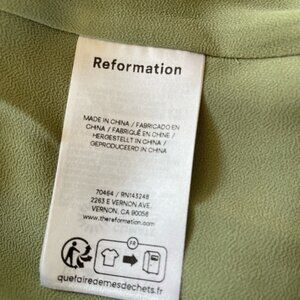 Reformation
MADE IN CHINA / FABRICADO EN
CHINA / FABRIQUÉ EN CHINE /
HERGESTELLT IN CHINA /
GEPRODUCEERD IN CHINA
70464 / RN143248
2263 E VERNON AVE.
VERNON, CA 90058
www.thereformation.com
FR
quefairedemesdechets.fr